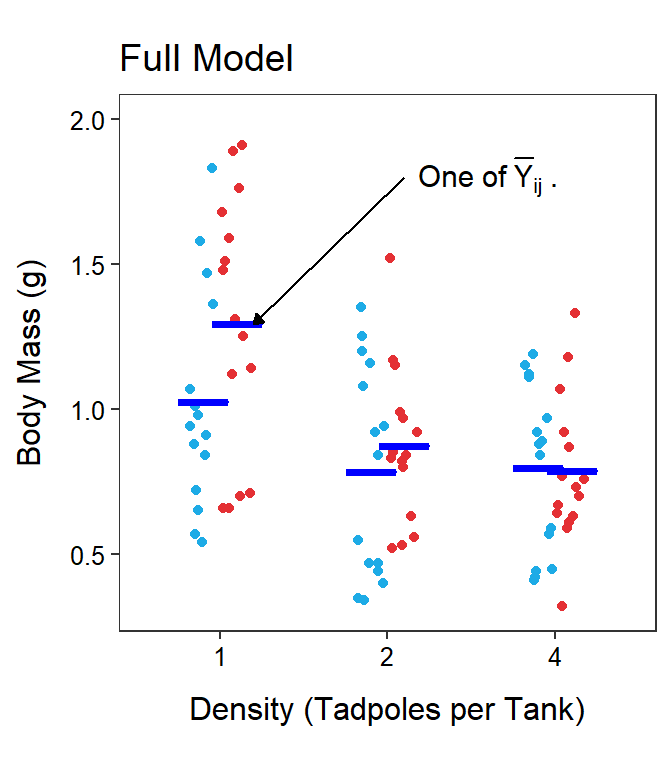 Full Model
2.0
One of Y̅ij .
1.5
Body Mass (g)
1.0
0.5
1 2 4
Density (Tadpoles per Tank)